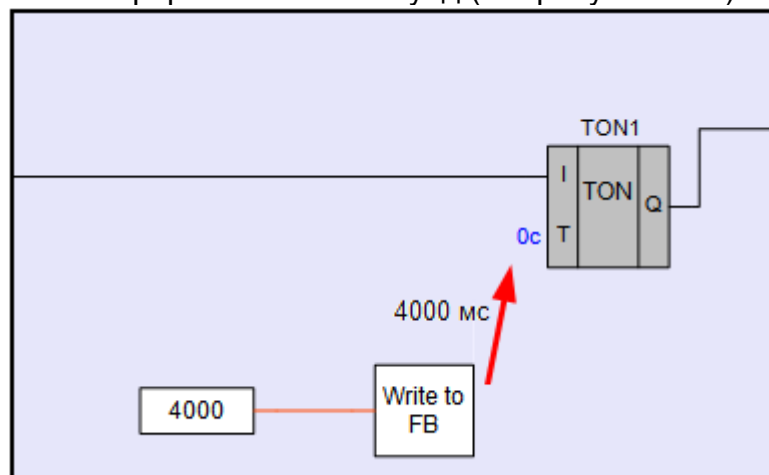 TON1
I
TON
Q
0c
T
4000 мс
4000
Write to
FB